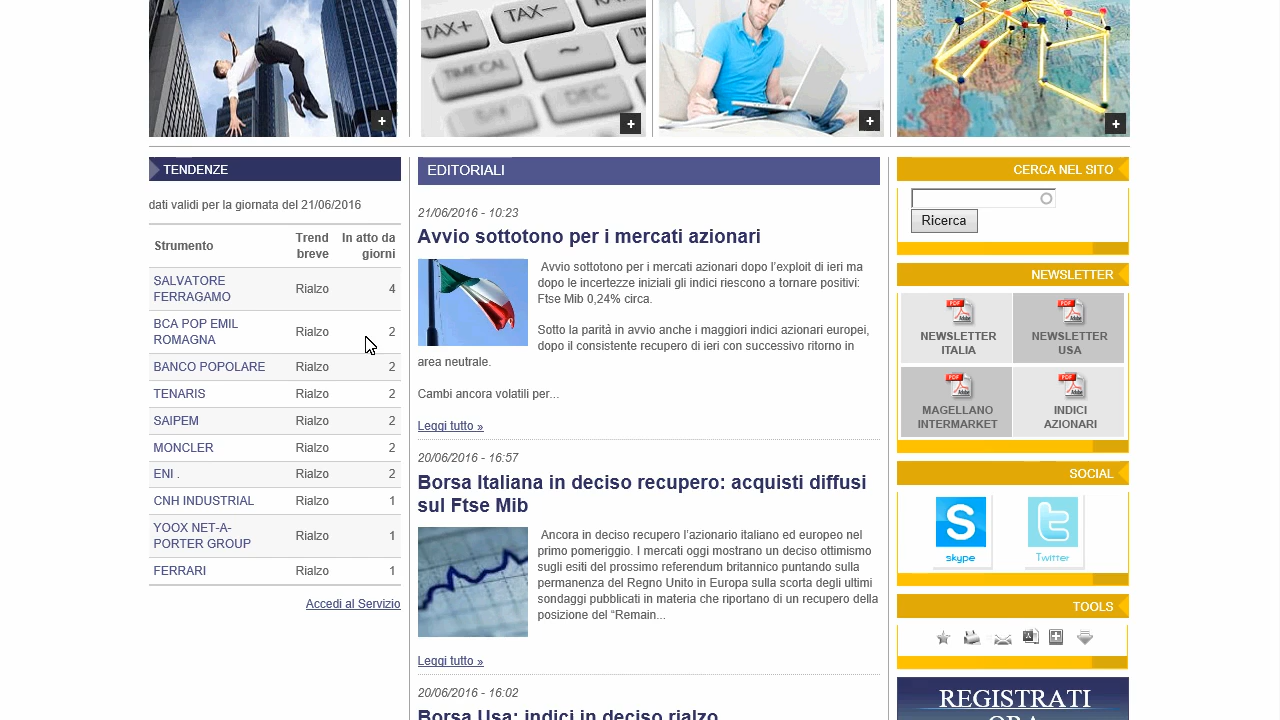 TAX+
TAX–
TIME CAL
DEC
+
+
+
+
TENDENZE
dati validi per la giornata del 21/06/2016
Strumento Trend breve In atto da giorni
SALVATORE FERRAGAMO Rialzo 4
BCA POP EMIL ROMAGNA Rialzo 2
BANCO POPOLARE Rialzo 2
TENARIS Rialzo 2
SAIPEM Rialzo 2
MONCLER Rialzo 2
ENI . Rialzo 2
CNH INDUSTRIAL Rialzo 1
YOOX NET-A-PORTER GROUP Rialzo 1
FERRARI Rialzo 1
Accedi al Servizio
EDITORIALI
21/06/2016 - 10:23
Avvio sottotono per i mercati azionari
Avvio sottotono per i mercati azionari dopo l'exploit di ieri ma
dopo le incertezze iniziali gli indici riescono a tornare positivi:
Ftse Mib 0,24% circa.
Sotto la parità in avvio anche i maggiori indici azionari europei,
dopo il consistente recupero di ieri con successivo ritorno in
area neutrale.
Cambi ancora volatili per...
Leggi tutto »
20/06/2016 - 16:57
Borsa Italiana in deciso recupero: acquisti diffusi
sul Ftse Mib
Ancora in deciso recupero l'azionario italiano ed europeo nel
primo pomeriggio. I mercati oggi mostrano un deciso ottimismo
sugli esiti del prossimo referendum britannico puntando sulla
permanenza del Regno Unito in Europa sulla scorta degli ultimi
sondaggi pubblicati in materia che riportano di un recupero della
posizione del “Remain...
Leggi tutto »
20/06/2016 - 16:02
Borsa Usa: indici in deciso rialzo
CERCA NEL SITO
Ricerca
NEWSLETTER
PDF
NEWSLETTER
ITALIA
PDF
NEWSLETTER
USA
PDF
MAGELLANO
INTERMARKET
PDF
INDICI
AZIONARI
SOCIAL
skype
Twitter
TOOLS
REGISTRATI
ORA